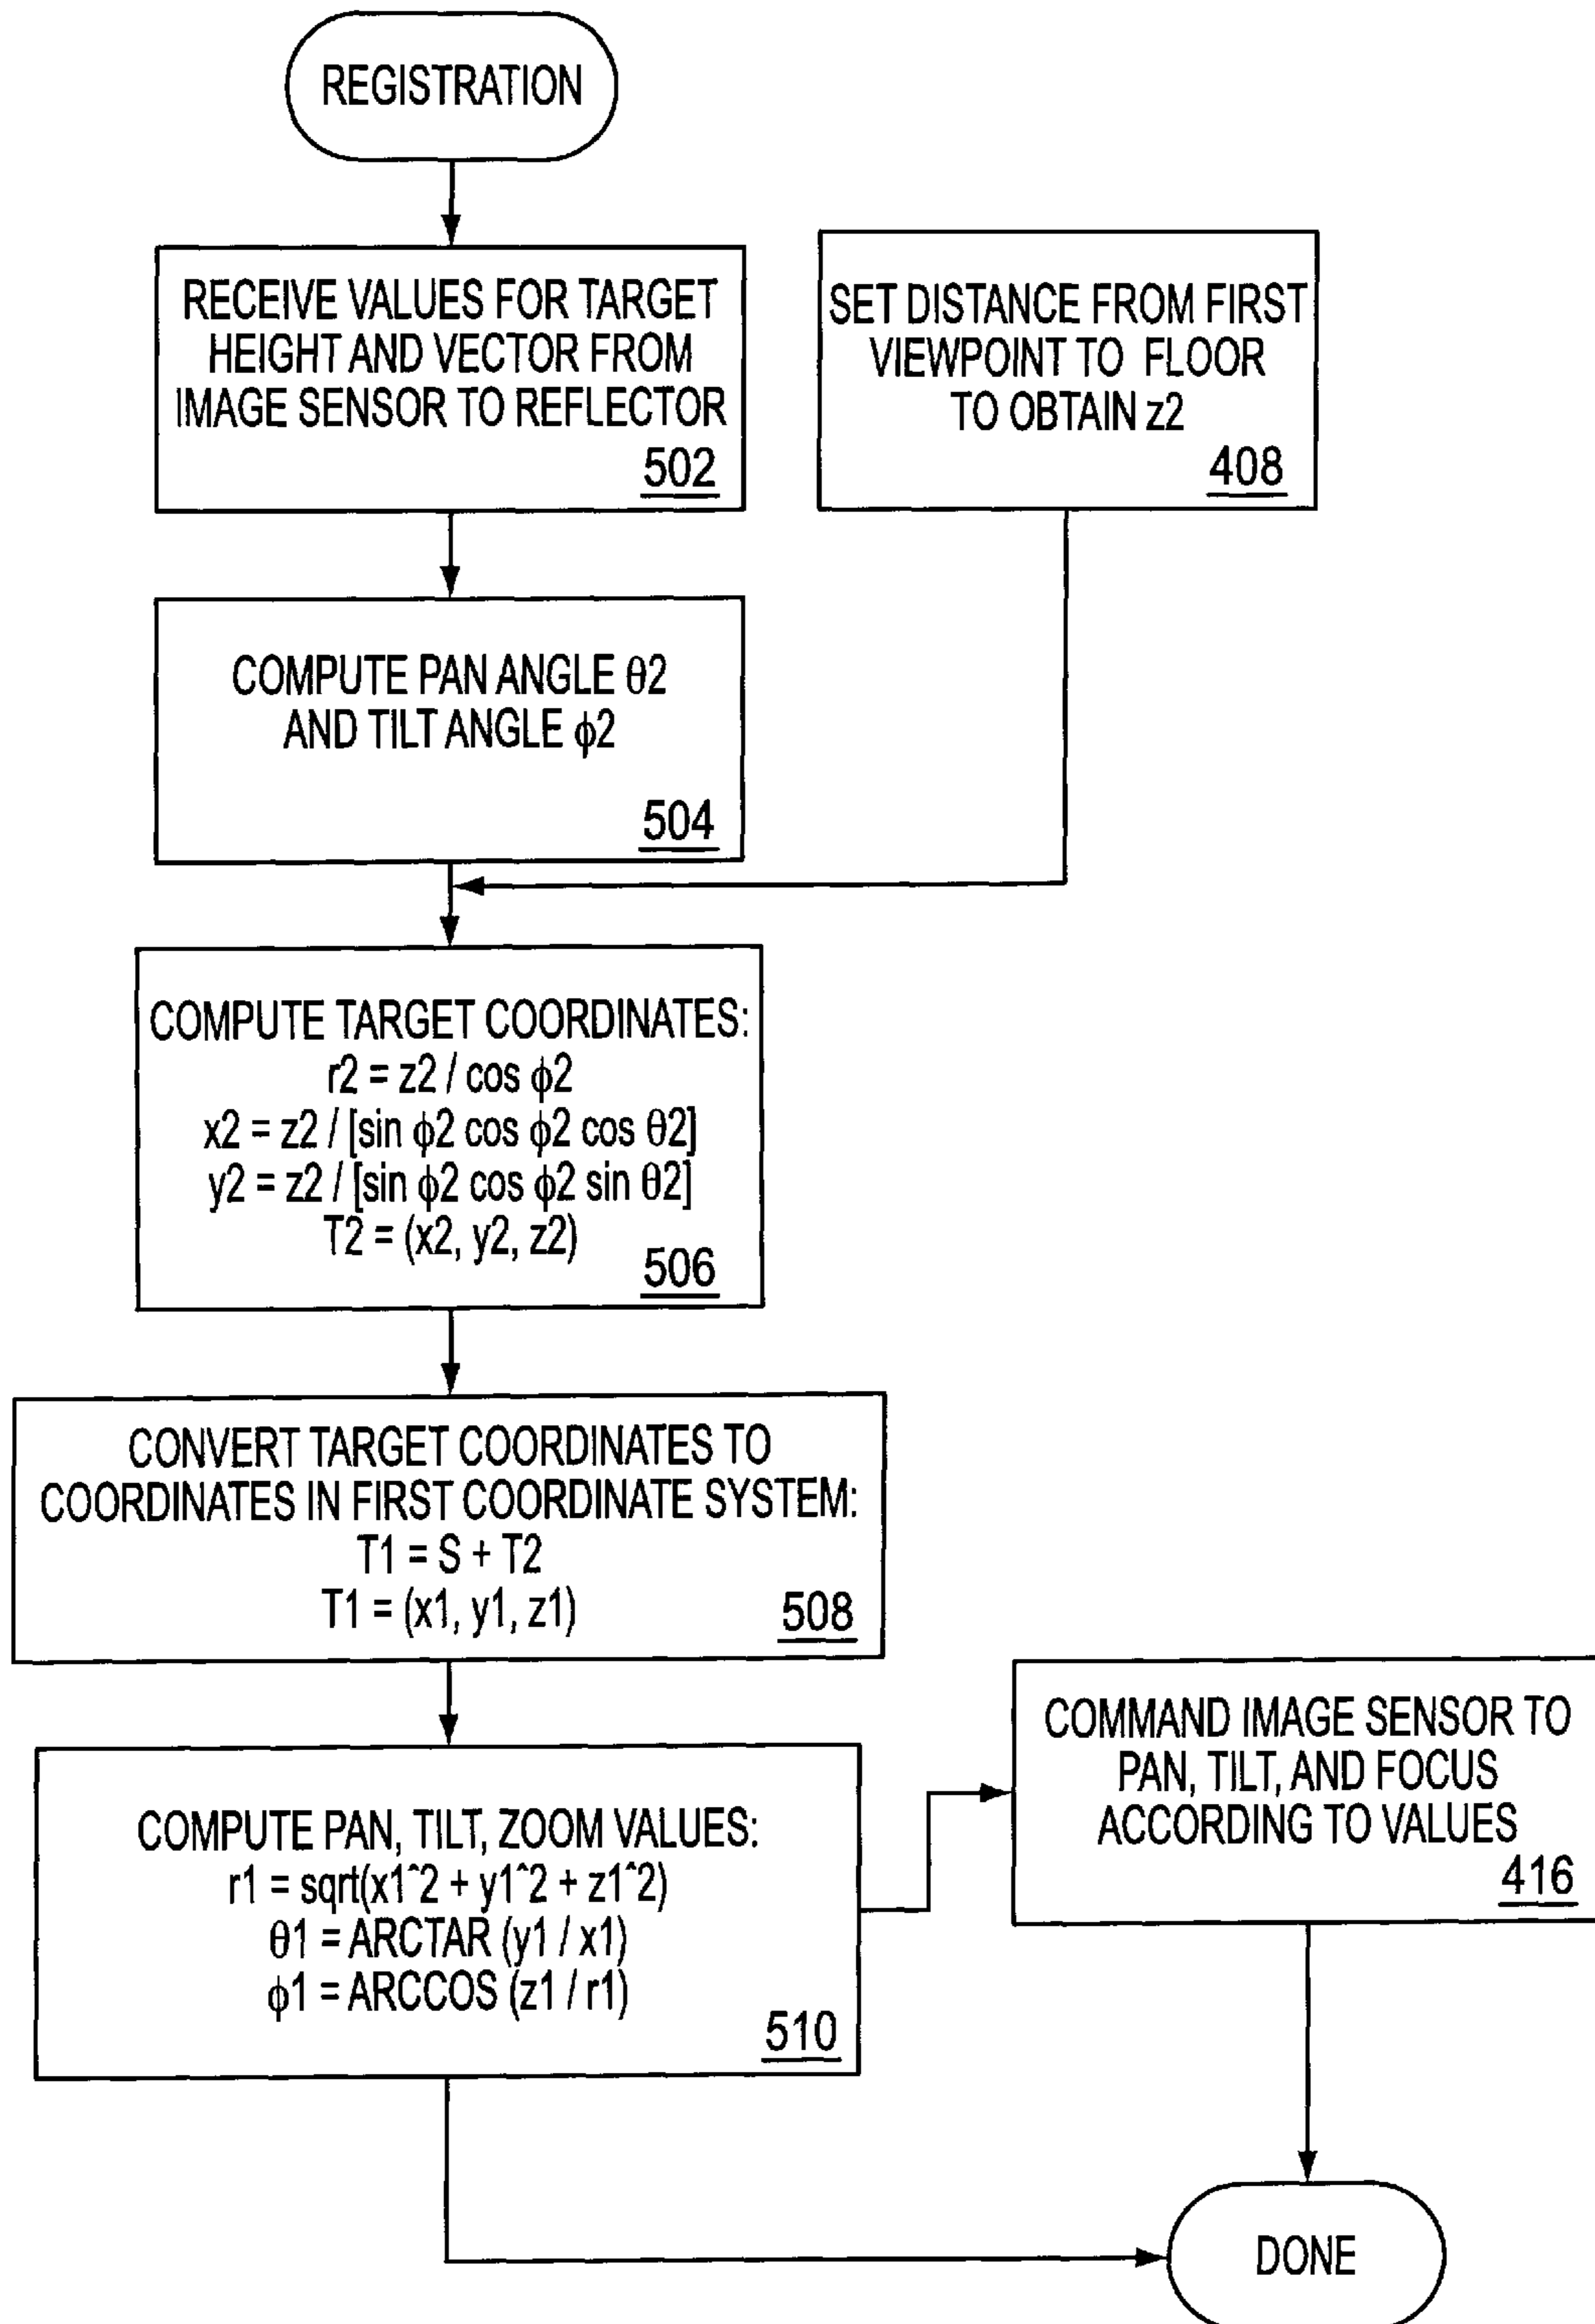 REGISTRATION
RECEIVE VALUES FOR TARGET
HEIGHT AND VECTOR FROM
IMAGE SENSOR TO REFLECTOR
502
SET DISTANCE FROM FIRST
VIEWPOINT TO FLOOR
TO OBTAIN z2
408
COMPUTE PAN ANGLE θ2
AND TILT ANGLE ϕ2
504
COMPUTE TARGET COORDINATES:
r2 = z2 / cos ϕ2
x2 = z2 / [sin ϕ2 cos ϕ2 cos θ2]
y2 = z2 / [sin ϕ2 cos ϕ2 sin θ2]
T2 = (x2, y2, z2)
506
CONVERT TARGET COORDINATES TO
COORDINATES IN FIRST COORDINATE SYSTEM:
T1 = S + T2
T1 = (x1, y1, z1)
508
COMPUTE PAN, TILT, ZOOM VALUES:
r1 = sqrt(x1^2 + y1^2 + z1^2)
θ1 = ARCTAR (y1 / x1)
ϕ1 = ARCCOS (z1 / r1)
510
COMMAND IMAGE SENSOR TO
PAN, TILT, AND FOCUS
ACCORDING TO VALUES
416
DONE